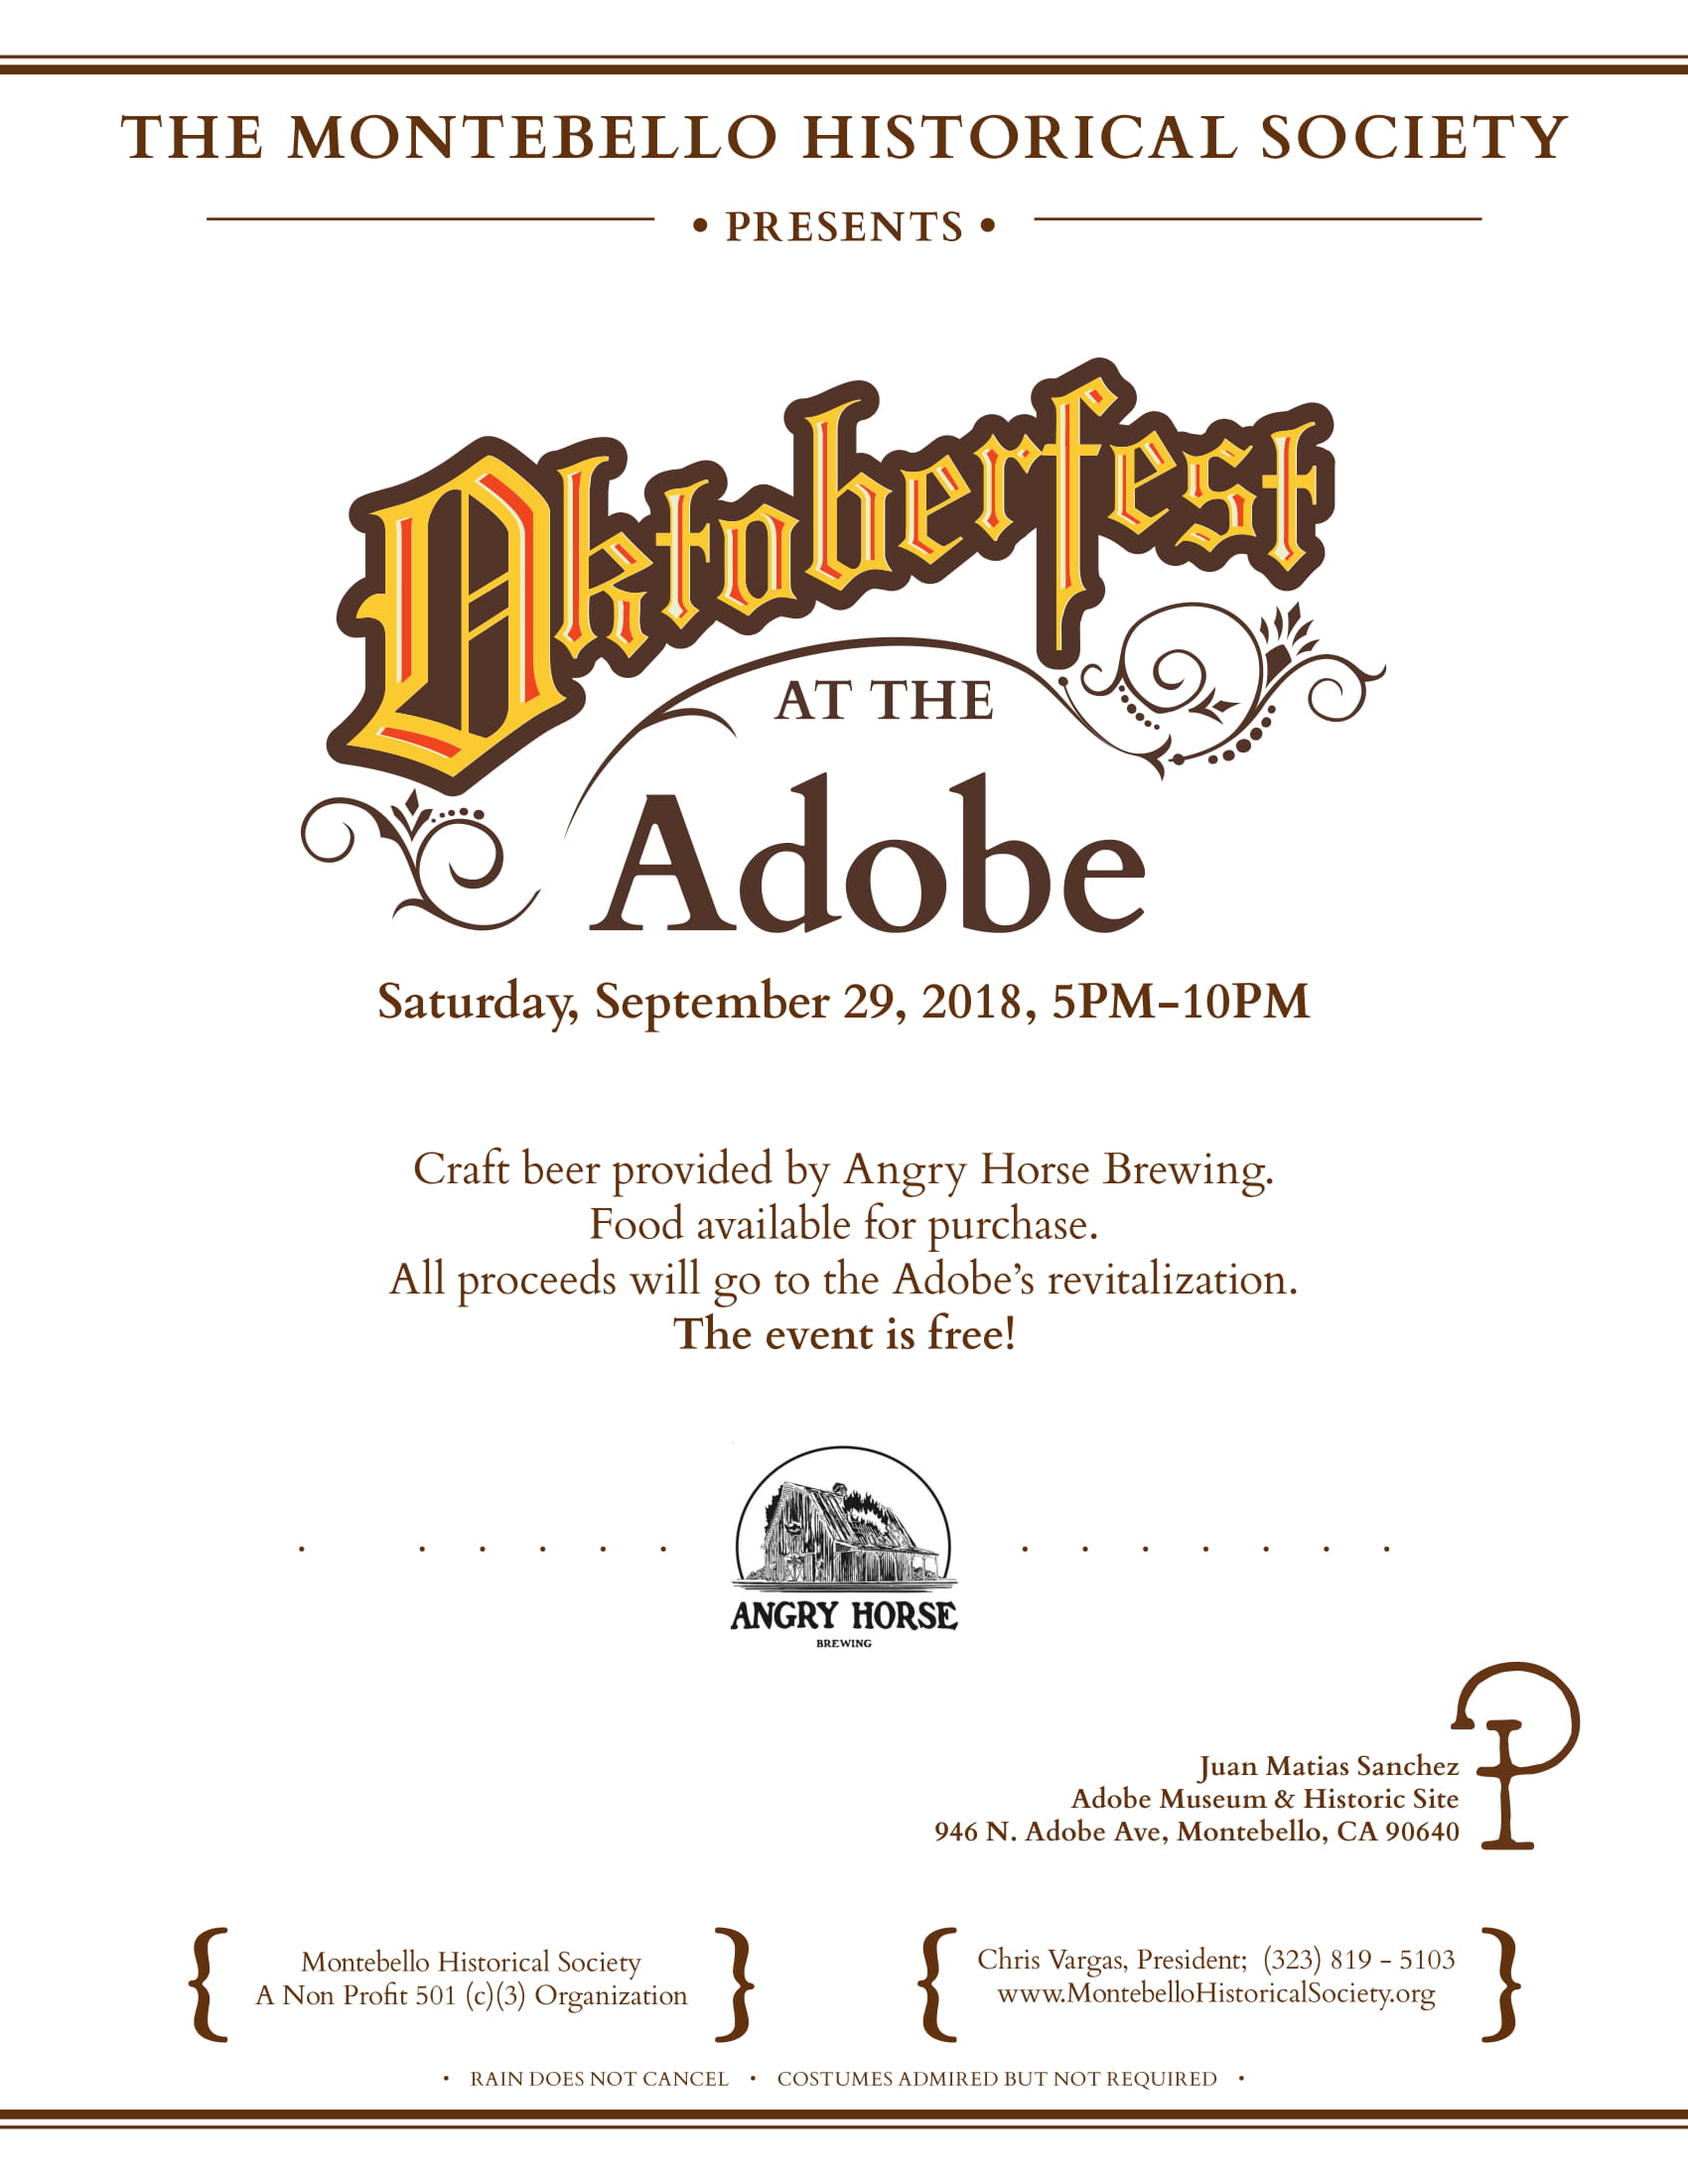 THE MONTEBELLO HISTORICAL SOCIETY
• PRESENTS •
Oktoberfest
AT THE
Adobe
Saturday, September 29, 2018, 5PM-10PM
Craft beer provided by Angry Horse Brewing.
Food available for purchase.
All proceeds will go to the Adobe’s revitalization.
The event is free!
ANGRY HORSE
BREWING
Juan Matias Sanchez
Adobe Museum & Historic Site
946 N. Adobe Ave, Montebello, CA 90640
Montebello Historical Society
A Non Profit 501 (c)(3) Organization
Chris Vargas, President; (323) 819 - 5103
www.MontebelloHistoricalSociety.org
• RAIN DOES NOT CANCEL • COSTUMES ADMIRED BUT NOT REQUIRED •